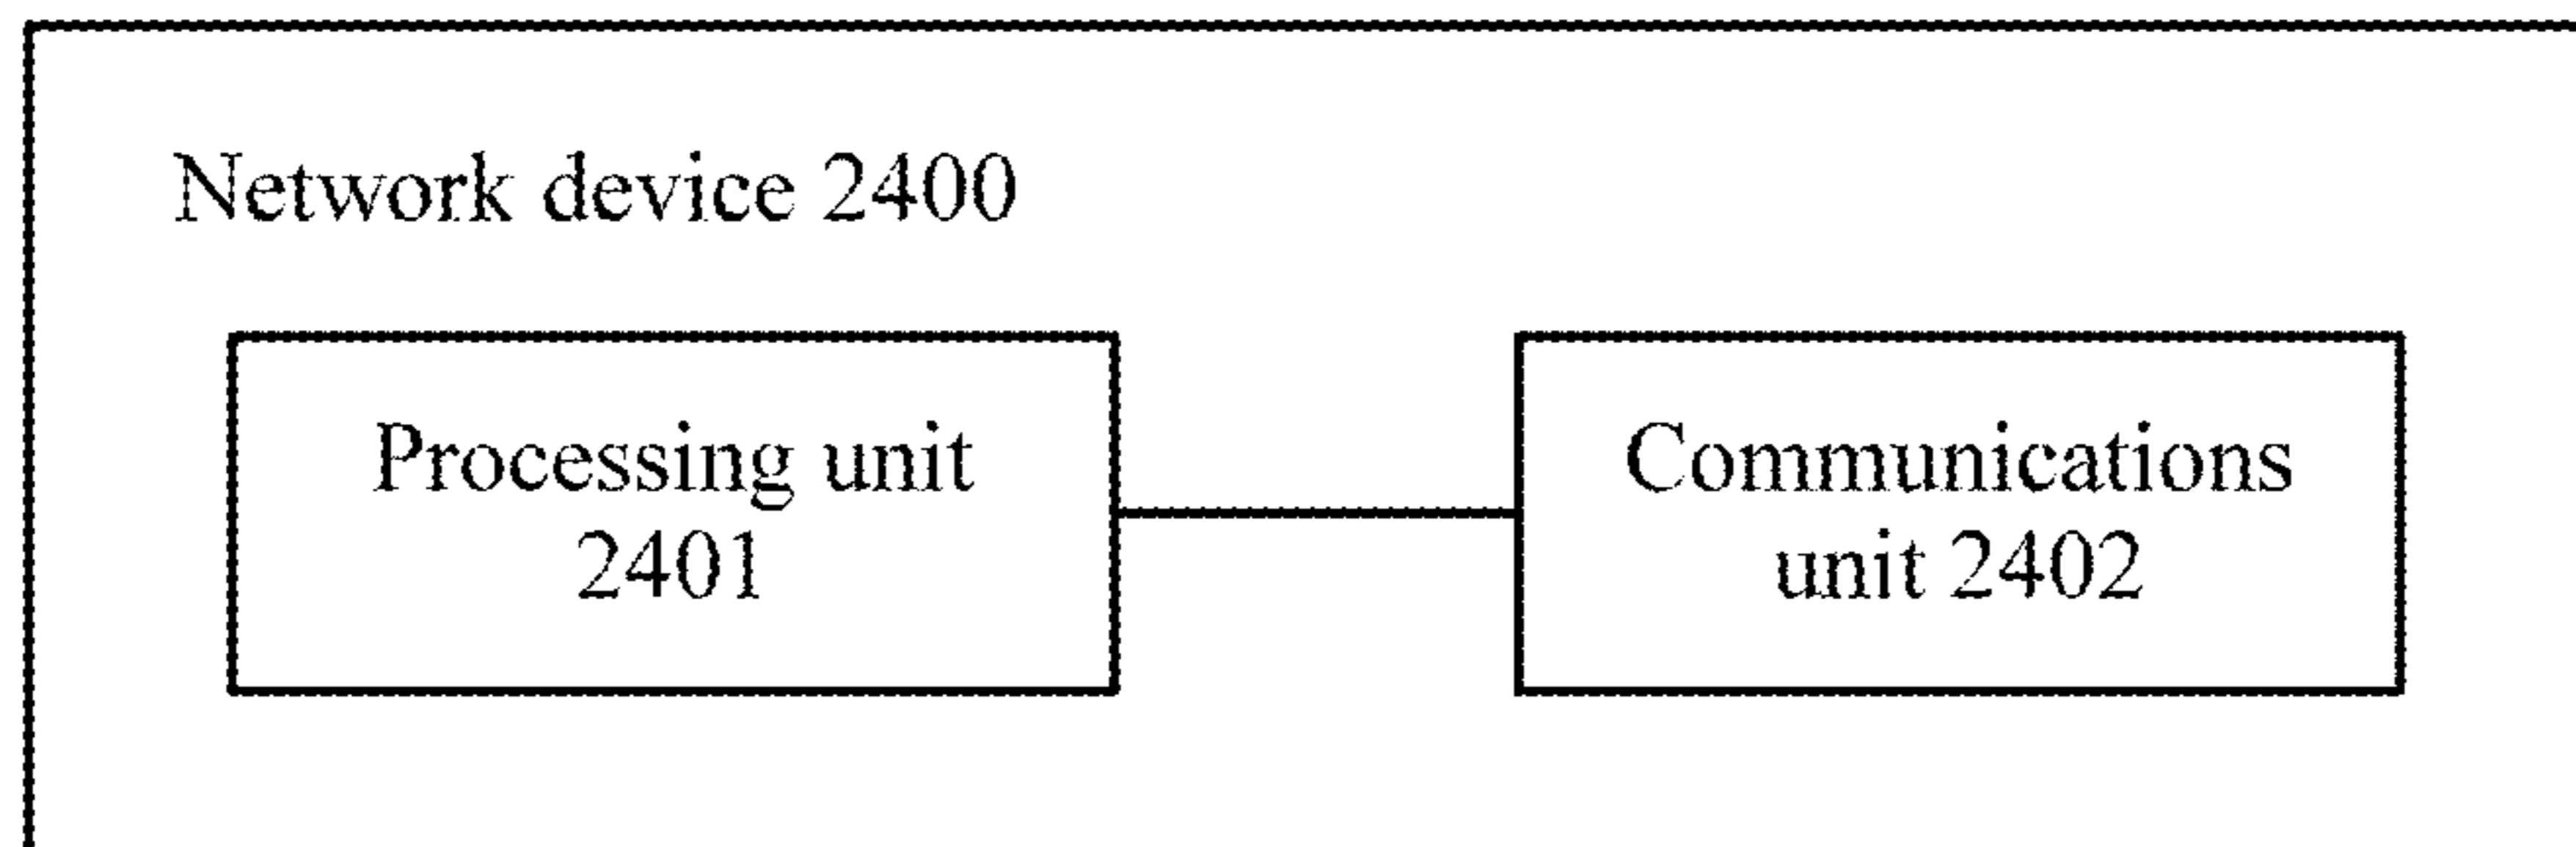 Network device 2400
Processing unit
2401
Communications
unit 2402